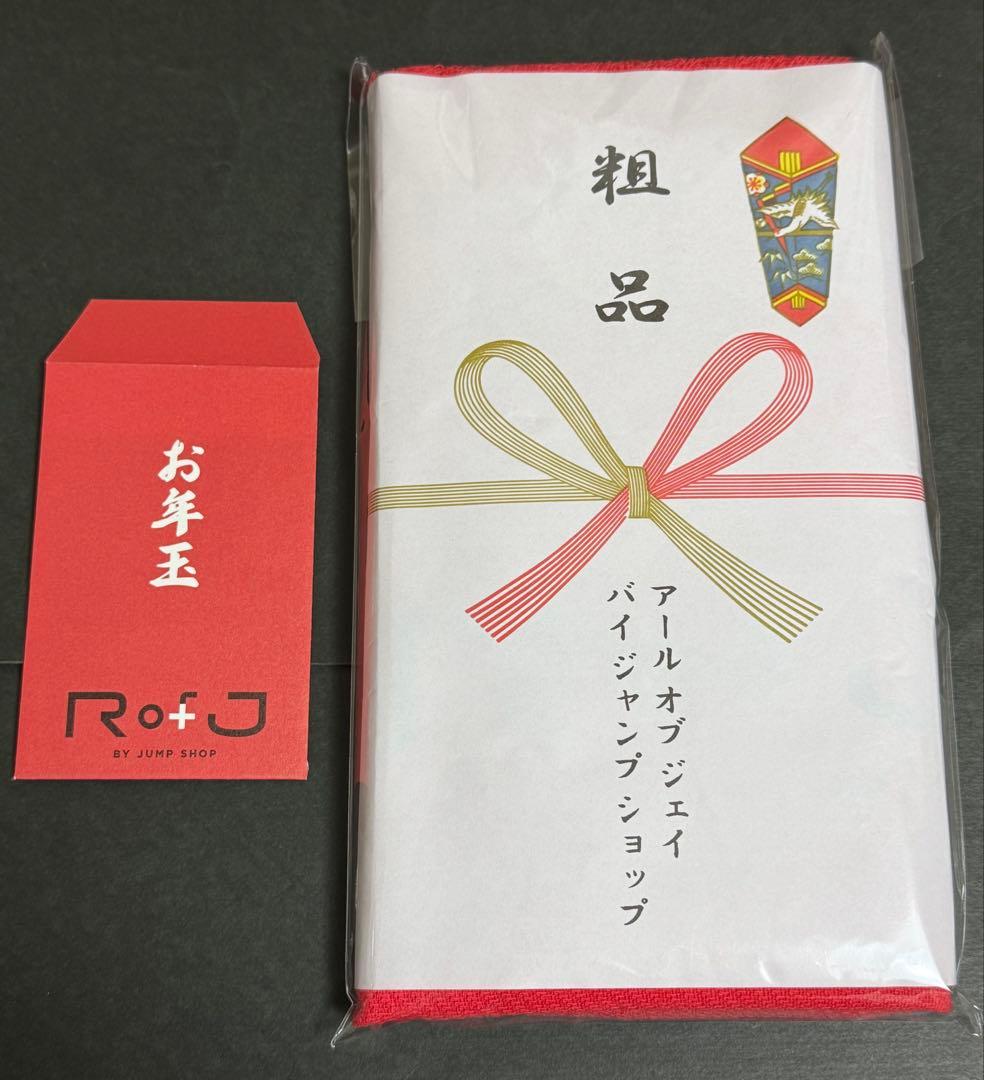 お年玉
R of J
BY JUMP SHOP
粗品
アール オブ ジェイ
バイ ジャンプ ショップ